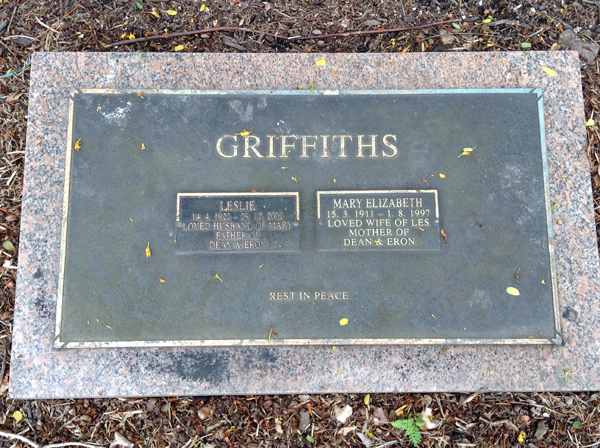 GRIFFITHS
LESLIE
LOVED HUSBAND OF MARY
FATHER OF
DEAN & ERON
MARY ELIZABETH
15. 3. 1911 – 1. 8. 1997
LOVED WIFE OF LES
MOTHER OF
DEAN & ERON
REST IN PEACE